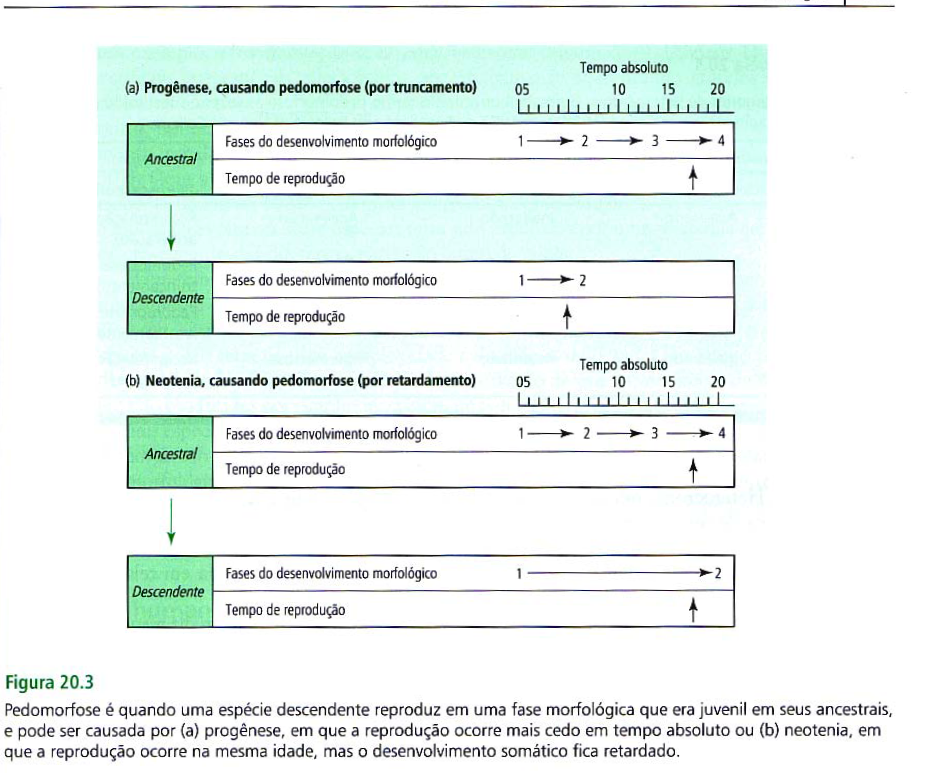 Tempo absoluto
(a) Progênese, causando pedomorfose (por truncamento)
05 10 15 20
Ancestral
Fases do desenvolvimento morfológico
1 → 2 → 3 → 4
Tempo de reprodução
Descendente
Fases do desenvolvimento morfológico
1 → 2
Tempo de reprodução
Tempo absoluto
(b) Neotenia, causando pedomorfose (por retardamento)
05 10 15 20
Ancestral
Fases do desenvolvimento morfológico
1 → 2 → 3 → 4
Tempo de reprodução
Descendente
Fases do desenvolvimento morfológico
1 → 2
Tempo de reprodução
Figura 20.3
Pedomorfose é quando uma espécie descendente reproduz em uma fase morfológica que era juvenil em seus ancestrais,
e pode ser causada por (a) progênese, em que a reprodução ocorre mais cedo em tempo absoluto ou (b) neotenia, em
que a reprodução ocorre na mesma idade, mas o desenvolvimento somático fica retardado.